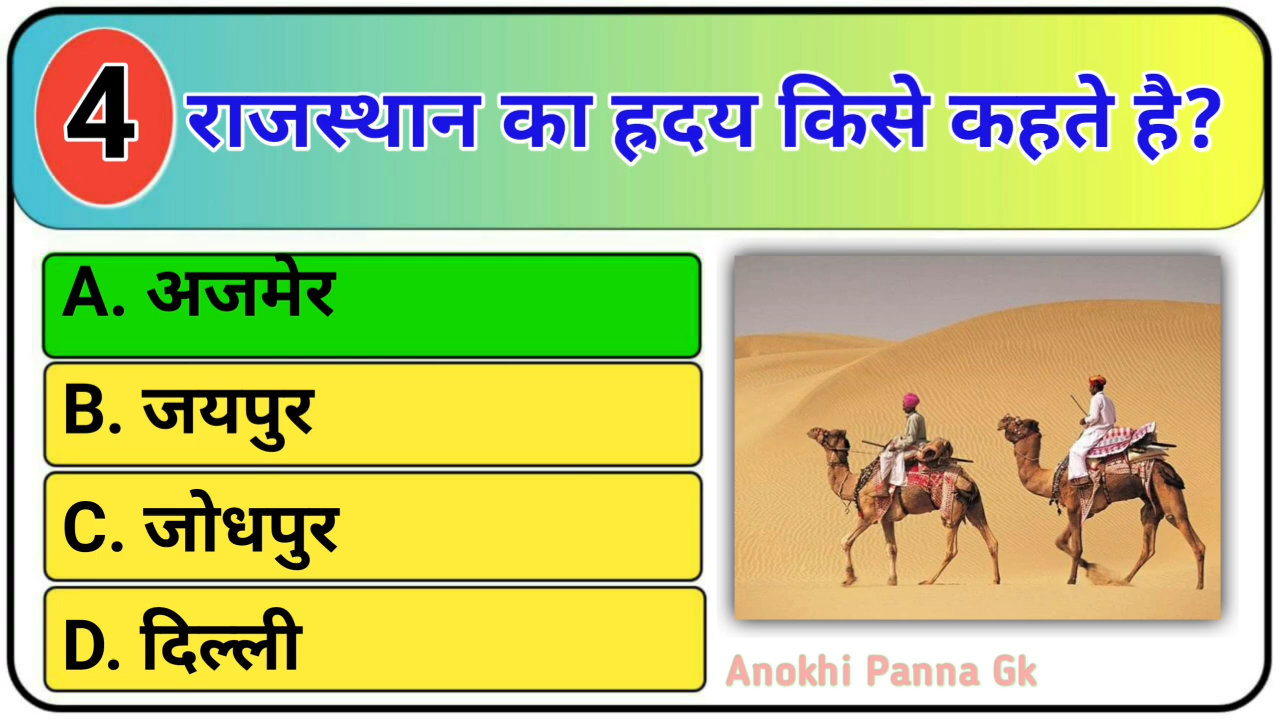 4 राजस्थान का ह्रदय किसे कहते है?
A. अजमेर
B. जयपुर
C. जोधपुर
D. दिल्ली
Anokhi Panna Gk